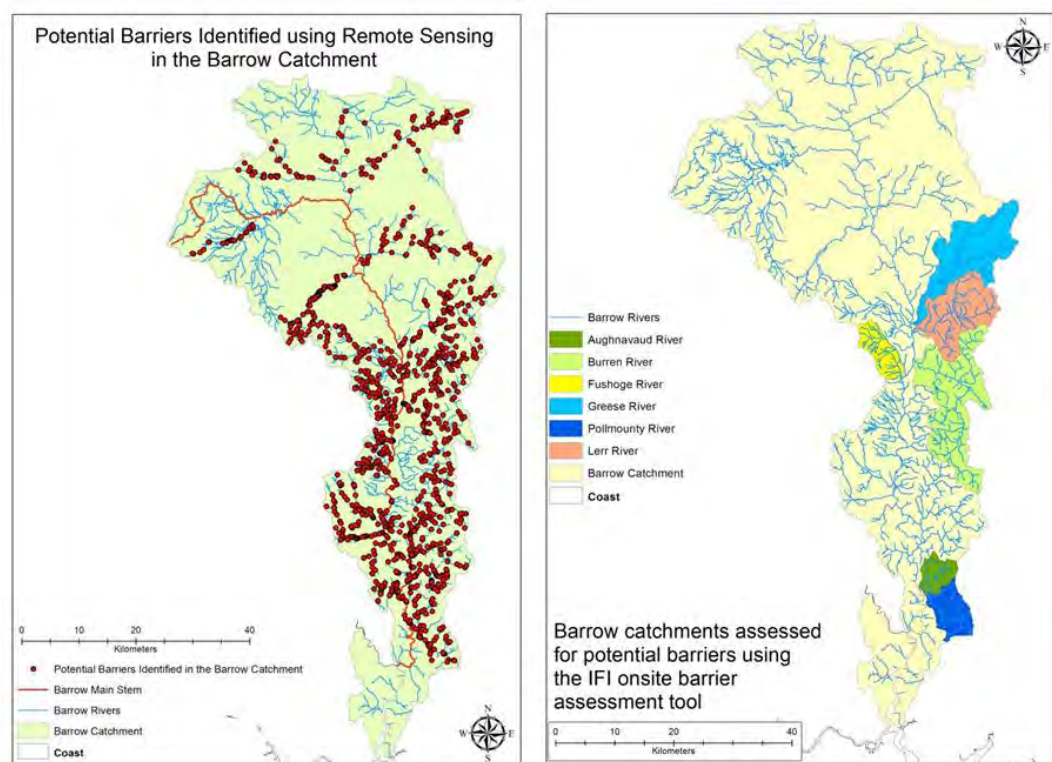 Potential Barriers Identified using Remote Sensing
in the Barrow Catchment
0 10 20 40
Kilometers
Potential Barriers Identified in the Barrow Catchment
Barrow Main Stem
Barrow Rivers
Barrow Catchment
Coast
N
W E
S
N
W E
S
Barrow Rivers
Aughnavaud River
Burren River
Fushoge River
Greese River
Pollmounty River
Lerr River
Barrow Catchment
Coast
Barrow catchments assessed
for potential barriers using
the IFI onsite barrier
assessment tool
0 10 20 40
Kilometers